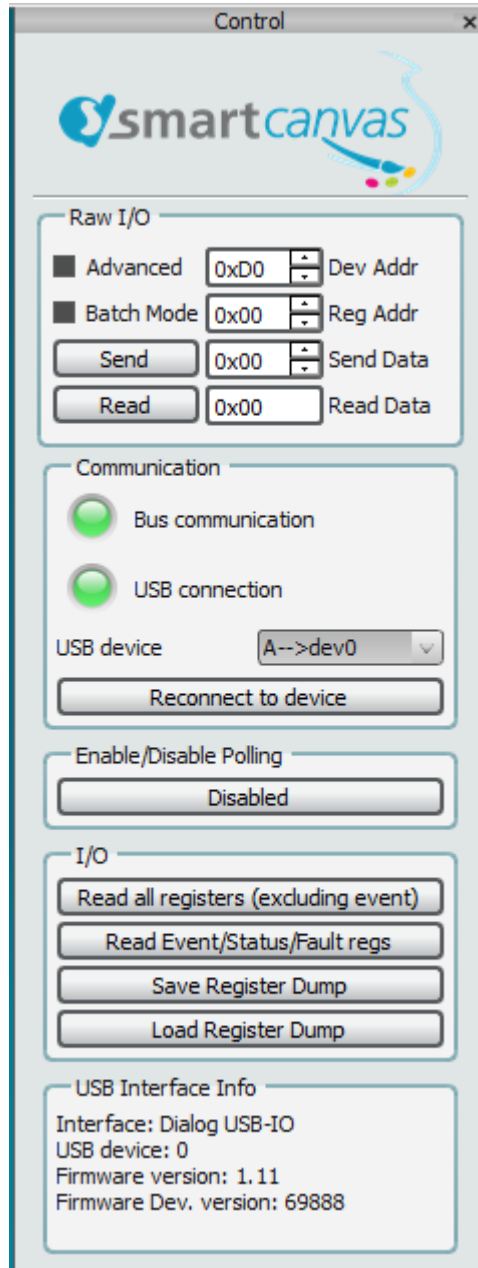 Control
smartcanvas
Raw I/O
Advanced 0xD0 Dev Addr
Batch Mode 0x00 Reg Addr
Send 0x00 Send Data
Read 0x00 Read Data
Communication
Bus communication
USB connection
USB device A-->dev0
Reconnect to device
Enable/Disable Polling
Disabled
I/O
Read all registers (excluding event)
Read Event/Status/Fault regs
Save Register Dump
Load Register Dump
USB Interface Info
Interface: Dialog USB-IO
USB device: 0
Firmware version: 1.11
Firmware Dev. version: 69888